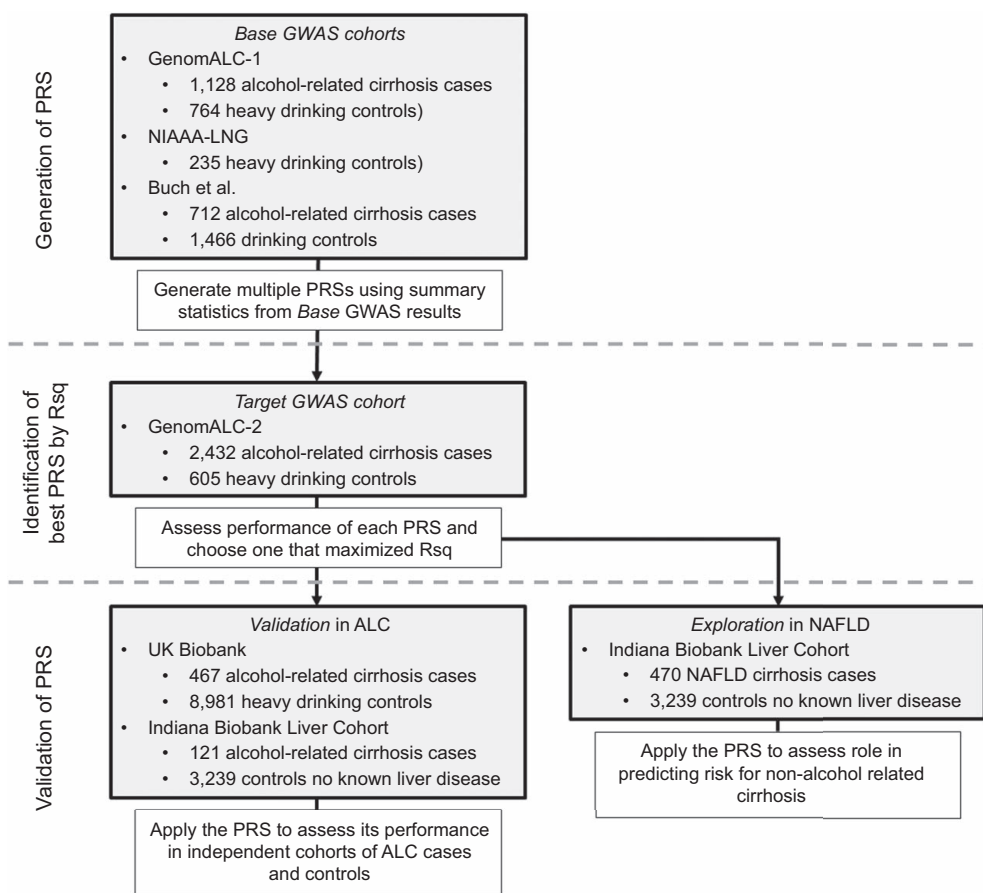 Generation of PRS
Base GWAS cohorts
• GenomALC-1
• 1,128 alcohol-related cirrhosis cases
• 764 heavy drinking controls)
• NIAAA-LNG
• 235 heavy drinking controls)
• Buch et al.
• 712 alcohol-related cirrhosis cases
• 1,466 drinking controls
Generate multiple PRSs using summary
statistics from Base GWAS results
Identification of
best PRS by Rsq
Target GWAS cohort
• GenomALC-2
• 2,432 alcohol-related cirrhosis cases
• 605 heavy drinking controls
Assess performance of each PRS and
choose one that maximized Rsq
Validation of PRS
Validation in ALC
• UK Biobank
• 467 alcohol-related cirrhosis cases
• 8,981 heavy drinking controls
• Indiana Biobank Liver Cohort
• 121 alcohol-related cirrhosis cases
• 3,239 controls no known liver disease
Apply the PRS to assess its performance
in independent cohorts of ALC cases
and controls
Exploration in NAFLD
• Indiana Biobank Liver Cohort
• 470 NAFLD cirrhosis cases
• 3,239 controls no known liver disease
Apply the PRS to assess role in
predicting risk for non-alcohol related
cirrhosis